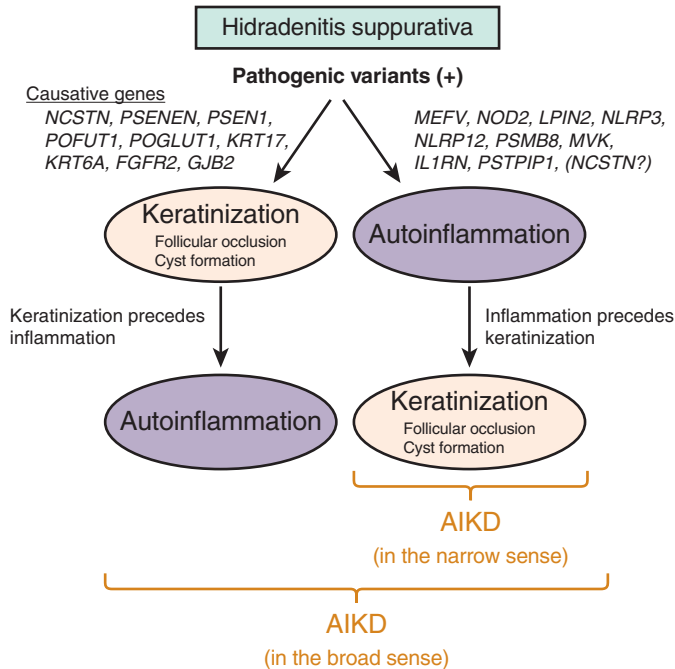 Hidradenitis suppurativa
Pathogenic variants (+)
Causative genes
NCSTN, PSENEN, PSEN1,
POFUT1, POGLUT1, KRT17,
KRT6A, FGFR2, GJB2
MEFV, NOD2, LPIN2, NLRP3,
NLRP12, PSMB8, MVK,
IL1RN, PSTPIP1, (NCSTN?)
Keratinization
Follicular occlusion
Cyst formation
Autoinflammation
Keratinization precedes
inflammation
Inflammation precedes
keratinization
Autoinflammation
Keratinization
Follicular occlusion
Cyst formation
AIKD
(in the narrow sense)
AIKD
(in the broad sense)